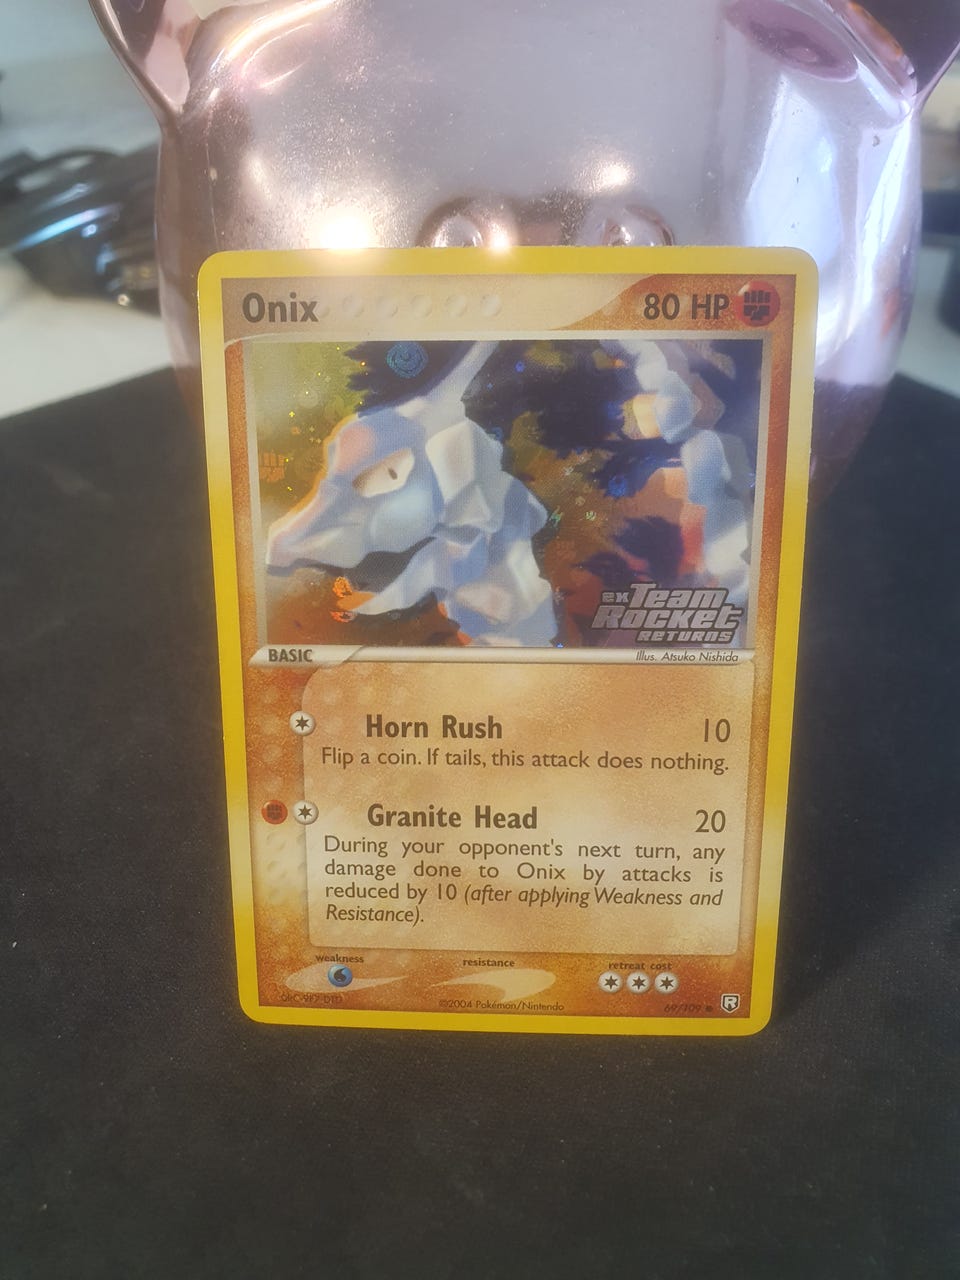 Onix 80 HP
ex Team
Rocket
RETURNS
BASIC Illus. Atsuko Nishida
Horn Rush 10
Flip a coin. If tails, this attack does nothing.
Granite Head 20
During your opponent's next turn, any
damage done to Onix by attacks is
reduced by 10 (after applying Weakness and
Resistance).
weakness resistance retreat cost
©2004 Pokémon/Nintendo 69/109
R